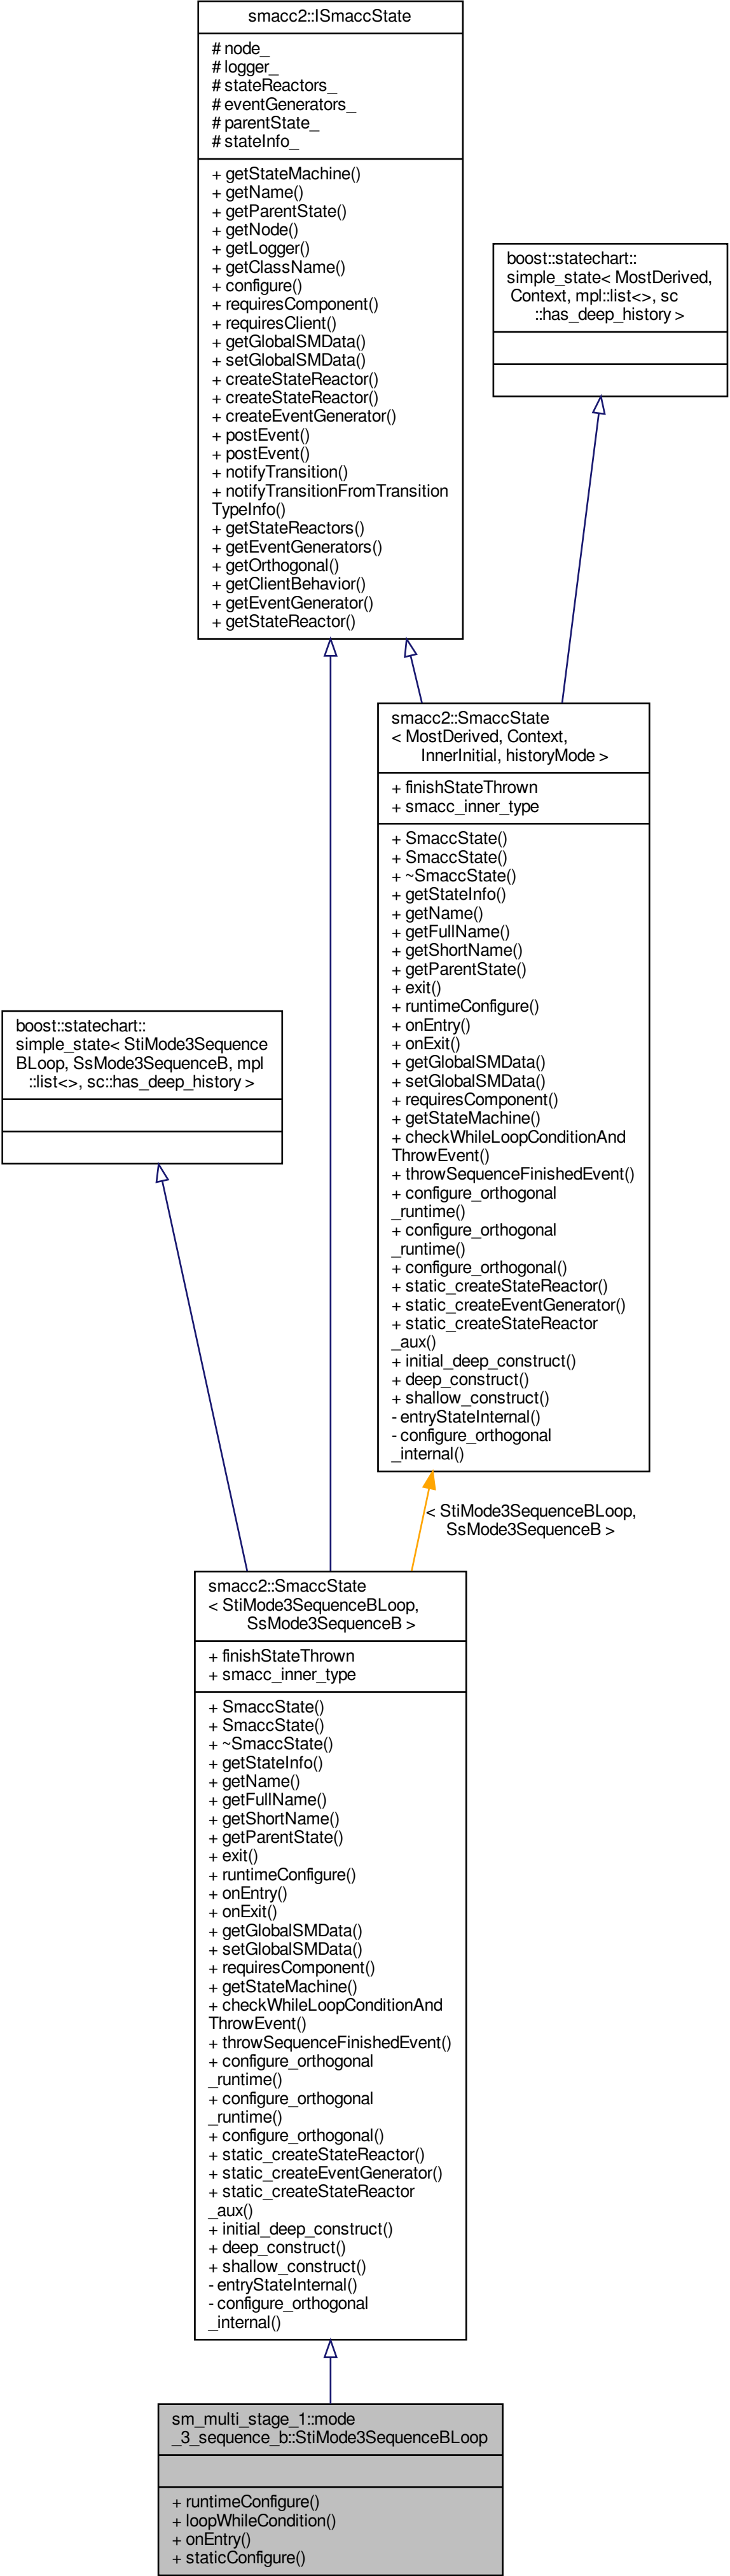 smacc2::ISmaccState
# node_
# logger_
# stateReactors_
# eventGenerators_
# parentState_
# stateInfo_
+ getStateMachine()
+ getName()
+ getParentState()
+ getNode()
+ getLogger()
+ getClassName()
+ configure()
+ requiresComponent()
+ requiresClient()
+ getGlobalSMData()
+ setGlobalSMData()
+ createStateReactor()
+ createStateReactor()
+ createEventGenerator()
+ postEvent()
+ postEvent()
+ notifyTransition()
+ notifyTransitionFromTransition
TypeInfo()
+ getStateReactors()
+ getEventGenerators()
+ getOrthogonal()
+ getClientBehavior()
+ getEventGenerator()
+ getStateReactor()
boost::statechart::
simple_state< MostDerived,
Context, mpl::list<>, sc
::has_deep_history >
smacc2::SmaccState
< MostDerived, Context,
InnerInitial, historyMode >
+ finishStateThrown
+ smacc_inner_type
+ SmaccState()
+ SmaccState()
+ ~SmaccState()
+ getStateInfo()
+ getName()
+ getFullName()
+ getShortName()
+ getParentState()
+ exit()
+ runtimeConfigure()
+ onEntry()
+ onExit()
+ getGlobalSMData()
+ setGlobalSMData()
+ requiresComponent()
+ getStateMachine()
+ checkWhileLoopConditionAnd
ThrowEvent()
+ throwSequenceFinishedEvent()
+ configure_orthogonal
_runtime()
+ configure_orthogonal
_runtime()
+ configure_orthogonal()
+ static_createStateReactor()
+ static_createEventGenerator()
+ static_createStateReactor
_aux()
+ initial_deep_construct()
+ deep_construct()
+ shallow_construct()
- entryStateInternal()
- configure_orthogonal
_internal()
boost::statechart::
simple_state< StiMode3Sequence
BLoop, SsMode3SequenceB, mpl
::list<>, sc::has_deep_history >
< StiMode3SequenceBLoop,
SsMode3SequenceB >
smacc2::SmaccState
< StiMode3SequenceBLoop,
SsMode3SequenceB >
+ finishStateThrown
+ smacc_inner_type
+ SmaccState()
+ SmaccState()
+ ~SmaccState()
+ getStateInfo()
+ getName()
+ getFullName()
+ getShortName()
+ getParentState()
+ exit()
+ runtimeConfigure()
+ onEntry()
+ onExit()
+ getGlobalSMData()
+ setGlobalSMData()
+ requiresComponent()
+ getStateMachine()
+ checkWhileLoopConditionAnd
ThrowEvent()
+ throwSequenceFinishedEvent()
+ configure_orthogonal
_runtime()
+ configure_orthogonal
_runtime()
+ configure_orthogonal()
+ static_createStateReactor()
+ static_createEventGenerator()
+ static_createStateReactor
_aux()
+ initial_deep_construct()
+ deep_construct()
+ shallow_construct()
- entryStateInternal()
- configure_orthogonal
_internal()
sm_multi_stage_1::mode
_3_sequence_b::StiMode3SequenceBLoop
+ runtimeConfigure()
+ loopWhileCondition()
+ onEntry()
+ staticConfigure()